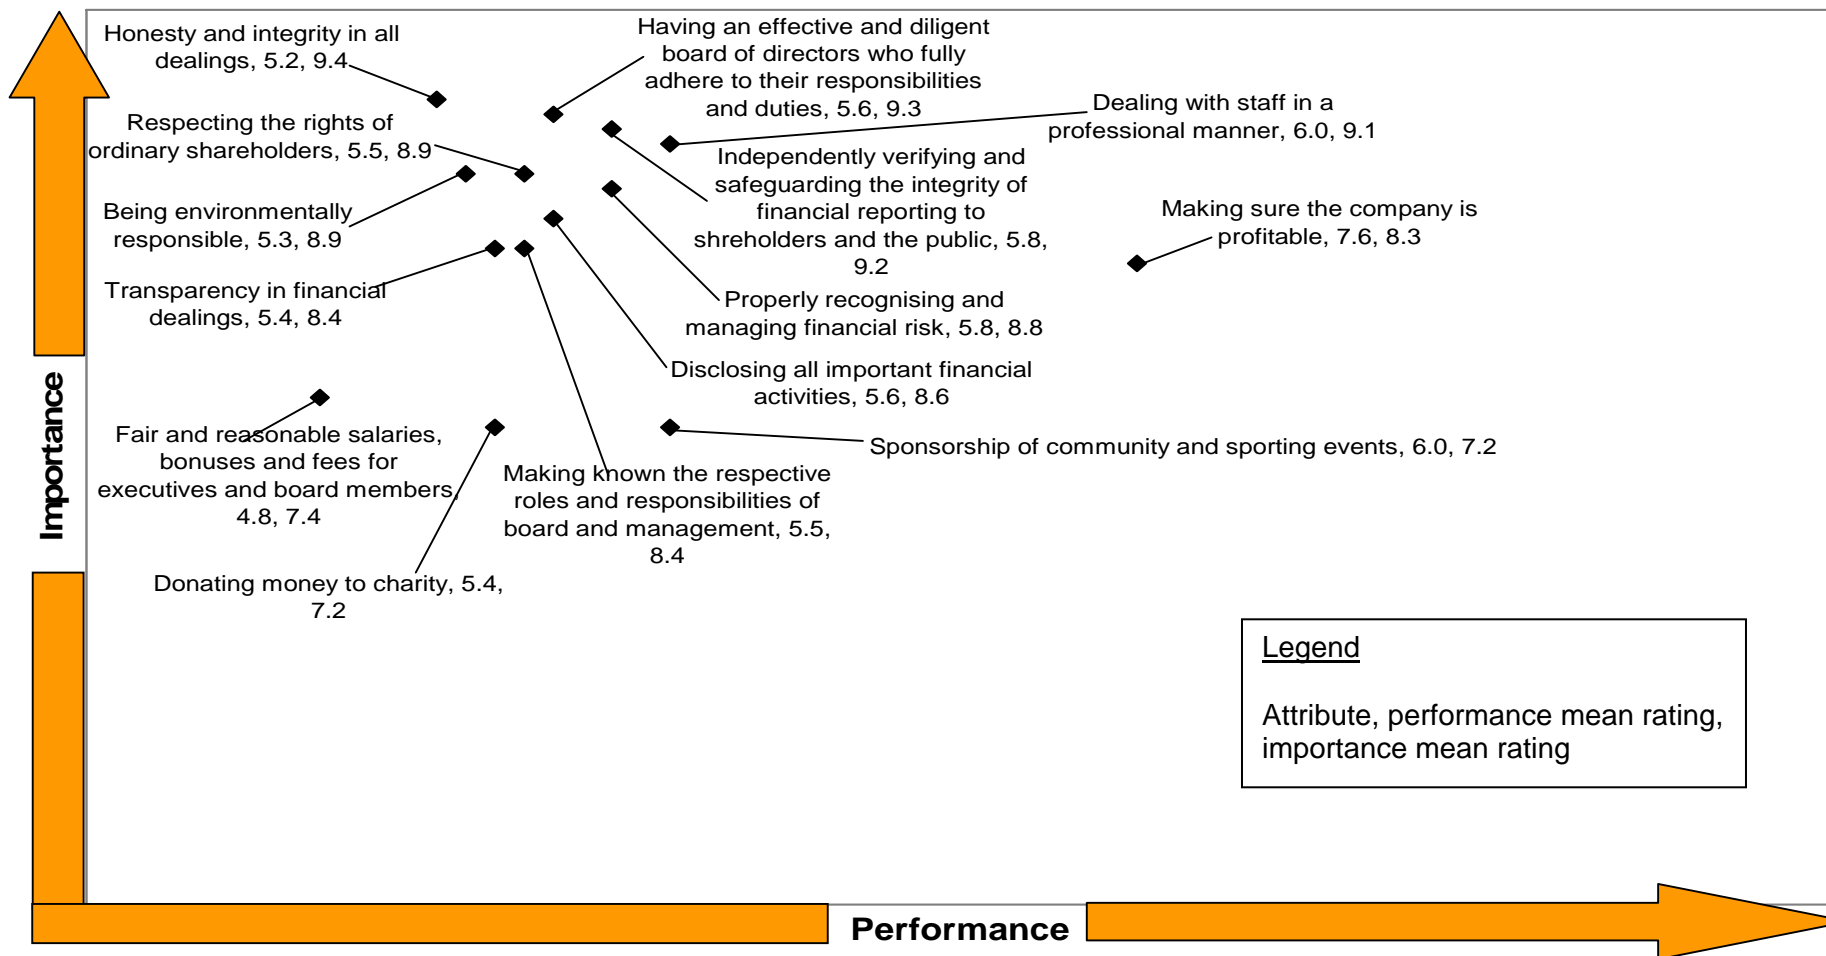 Honesty and integrity in all
dealings, 5.2, 9.4
Having an effective and diligent
board of directors who fully
adhere to their responsibilities
and duties, 5.6, 9.3
Dealing with staff in a
professional manner, 6.0, 9.1
Respecting the rights of
ordinary shareholders, 5.5, 8.9
Independently verifying and
safeguarding the integrity of
financial reporting to
shreholders and the public, 5.8,
9.2
Being environmentally
responsible, 5.3, 8.9
Making sure the company is
profitable, 7.6, 8.3
Transparency in financial
dealings, 5.4, 8.4
Properly recognising and
managing financial risk, 5.8, 8.8
Disclosing all important financial
activities, 5.6, 8.6
Importance
Fair and reasonable salaries,
bonuses and fees for
executives and board members,
4.8, 7.4
Sponsorship of community and sporting events, 6.0, 7.2
Making known the respective
roles and responsibilities of
board and management, 5.5,
8.4
Donating money to charity, 5.4,
7.2
Legend
Attribute, performance mean rating,
importance mean rating
Performance